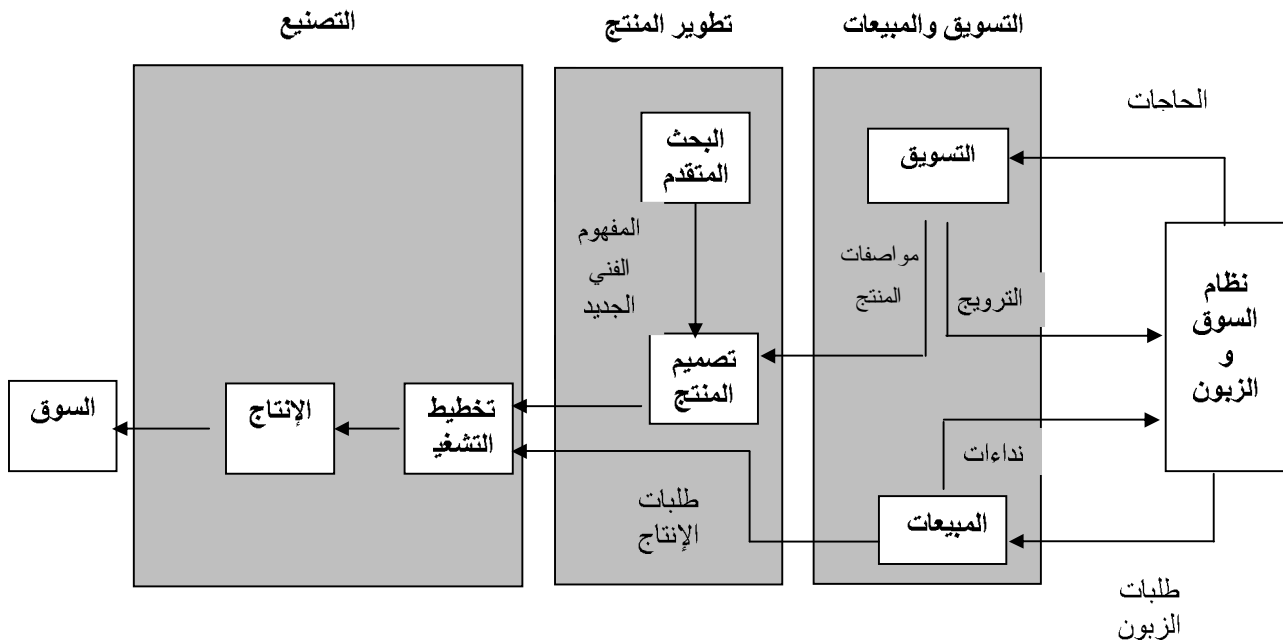 التسويق والمبيعات
تطوير المنتج
التصنيع
الحاجات
التسويق
البحث
المتقدم
نظام
السوق
و
الزبون
مواصفات
المنتج
الترويج
المفهوم
الفني
الجديد
تصميم
المنتج
تخطيط
التشغي
الإنتاج
السوق
نداءات
المبيعات
طلبات
الإنتاج
طلبات
الزبون